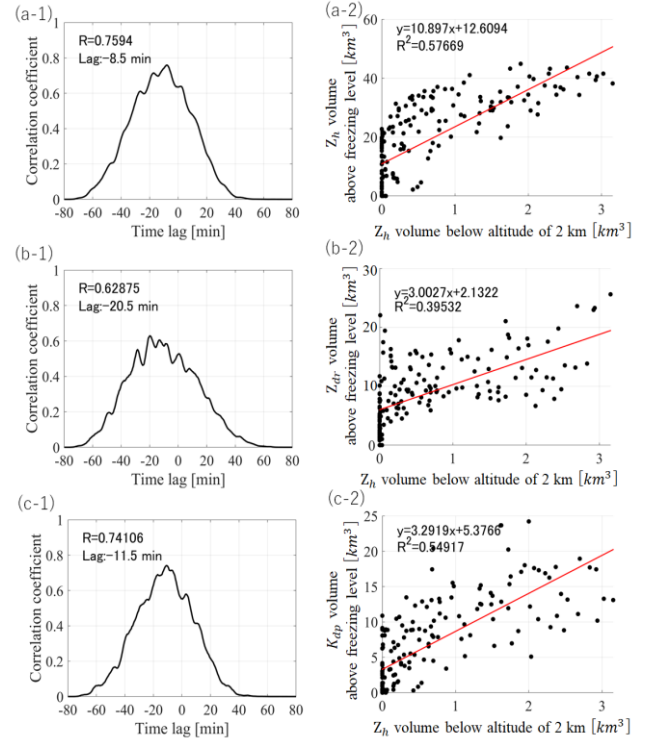 (a-1)
R=0.7594
Lag:-8.5 min
Correlation coefficient
1
0.8
0.6
0.4
0.2
0
-80 -60 -40 -20 0 20 40 60 80
Time lag [min]
(a-2)
y=10.897x+12.6094
R²=0.57669
Z_h volume
above freezing level [km³]
60
40
20
0
0 1 2 3
Z_h volume below altitude of 2 km [km³]
(b-1)
R=0.62875
Lag:-20.5 min
Correlation coefficient
1
0.8
0.6
0.4
0.2
0
-80 -60 -40 -20 0 20 40 60 80
Time lag [min]
(b-2)
y=3.0027x+2.1322
R²=0.39532
Z_dr volume
above freezing level [km³]
30
20
10
0
0 1 2 3
Z_h volume below altitude of 2 km [km³]
(c-1)
R=0.74106
Lag:-11.5 min
Correlation coefficient
1
0.8
0.6
0.4
0.2
0
-80 -60 -40 -20 0 20 40 60 80
Time lag [min]
(c-2)
y=3.2919x+5.3766
R²=0.54917
K_dp volume
above freezing level [km³]
25
20
15
10
5
0
0 1 2 3
Z_h volume below altitude of 2 km [km³]